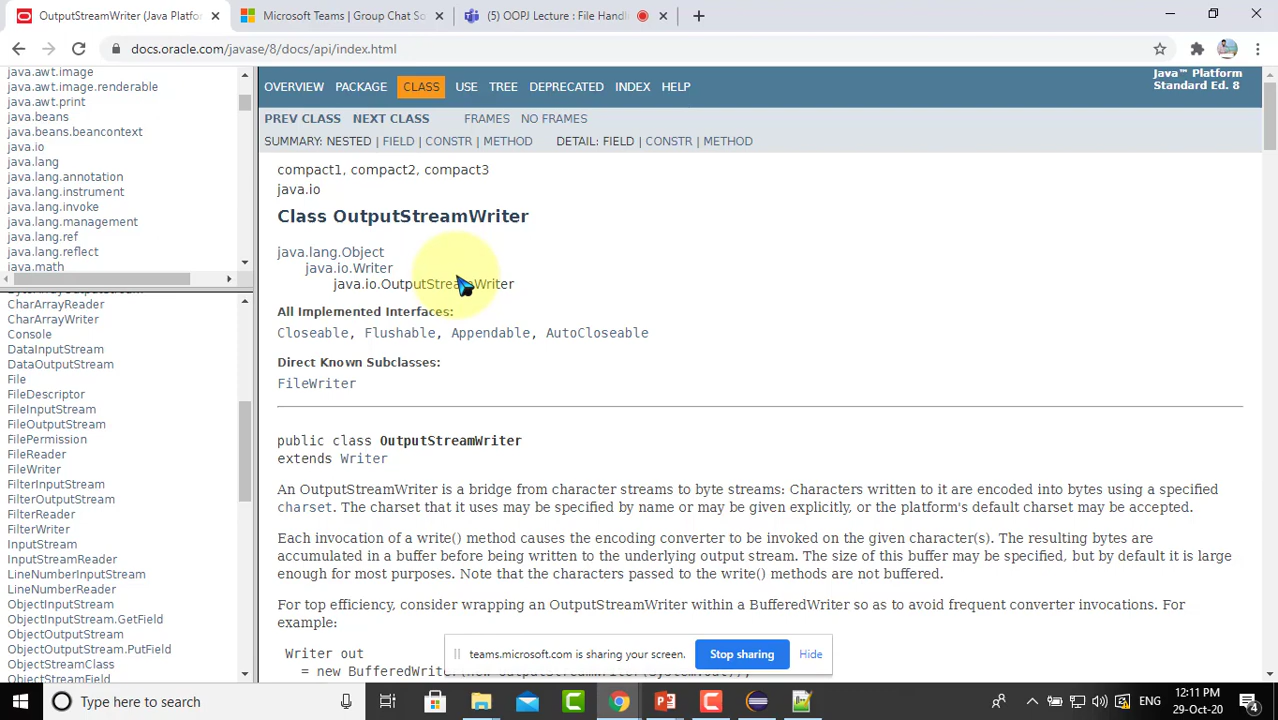 OutputStreamWriter (Java Platfor
Microsoft Teams | Group Chat So
(5) OOPJ Lecture : File Handli
docs.oracle.com/javase/8/docs/api/index.html
java.awt.image
java.awt.image.renderable
java.awt.print
java.beans
java.beans.beancontext
java.io
java.lang
java.lang.annotation
java.lang.instrument
java.lang.invoke
java.lang.management
java.lang.ref
java.lang.reflect
java.math
CharArrayReader
CharArrayWriter
Console
DataInputStream
DataOutputStream
File
FileDescriptor
FileInputStream
FileOutputStream
FilePermission
FileReader
FileWriter
FilterInputStream
FilterOutputStream
FilterReader
FilterWriter
InputStream
InputStreamReader
LineNumberInputStream
LineNumberReader
ObjectInputStream
ObjectInputStream.GetField
ObjectOutputStream
ObjectOutputStream.PutField
ObjectStreamClass
OVERVIEW PACKAGE CLASS USE TREE DEPRECATED INDEX HELP
Java™ Platform
Standard Ed. 8
PREV CLASS NEXT CLASS FRAMES NO FRAMES
SUMMARY: NESTED | FIELD | CONSTR | METHOD DETAIL: FIELD | CONSTR | METHOD
compact1, compact2, compact3
java.io
Class OutputStreamWriter
java.lang.Object
java.io.Writer
java.io.OutputStreamWriter
All Implemented Interfaces:
Closeable, Flushable, Appendable, AutoCloseable
Direct Known Subclasses:
FileWriter
public class OutputStreamWriter
extends Writer
An OutputStreamWriter is a bridge from character streams to byte streams: Characters written to it are encoded into bytes using a specified
charset. The charset that it uses may be specified by name or may be given explicitly, or the platform's default charset may be accepted.
Each invocation of a write() method causes the encoding converter to be invoked on the given character(s). The resulting bytes are
accumulated in a buffer before being written to the underlying output stream. The size of this buffer may be specified, but by default it is large
enough for most purposes. Note that the characters passed to the write() methods are not buffered.
For top efficiency, consider wrapping an OutputStreamWriter within a BufferedWriter so as to avoid frequent converter invocations. For
example:
Writer out
= new
teams.microsoft.com is sharing your screen. Stop sharing Hide
Type here to search
ENG
12:11 PM
29-Oct-20
4